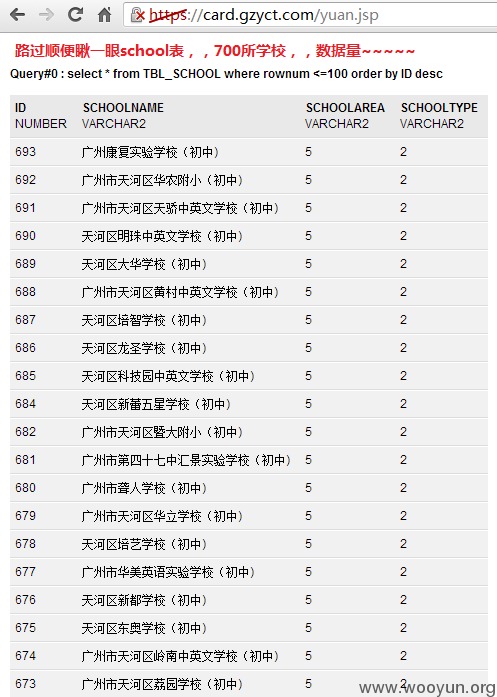 https://card.gzyct.com/yuan.jsp
路过顺便瞅一眼school表，，700所学校，，数据量~~~~~
Query#0 : select * from TBL_SCHOOL where rownum <=100 order by ID desc
ID SCHOOLNAME SCHOOLAREA SCHOOLTYPE
NUMBER VARCHAR2 VARCHAR2 VARCHAR2
693 广州康复实验学校（初中） 5 2
692 广州市天河区华农附小（初中） 5 2
691 广州市天河区天骄中英文学校（初中） 5 2
690 天河区明珠中英文学校（初中） 5 2
689 天河区大华学校（初中） 5 2
688 广州市天河区黄村中英文学校（初中） 5 2
687 天河区培智学校（初中） 5 2
686 天河区龙圣学校（初中） 5 2
685 天河区科技园中英文学校（初中） 5 2
684 天河区新蕾五星学校（初中） 5 2
682 广州市天河区暨大附小（初中） 5 2
681 广州市第四十七中汇景实验学校（初中） 5 2
680 广州市聋人学校（初中） 5 2
679 广州市天河区华立学校（初中） 5 2
678 天河区培艺学校（初中） 5 2
677 广州市华美英语实验学校（初中） 5 2
676 天河区新都学校（初中） 5 2
675 天河区东奥学校（初中） 5 2
674 广州市天河区岭南中英文学校（初中） 5 2
673 广州市天河区荔园学校（初中） 5 2
www.wooyun.org